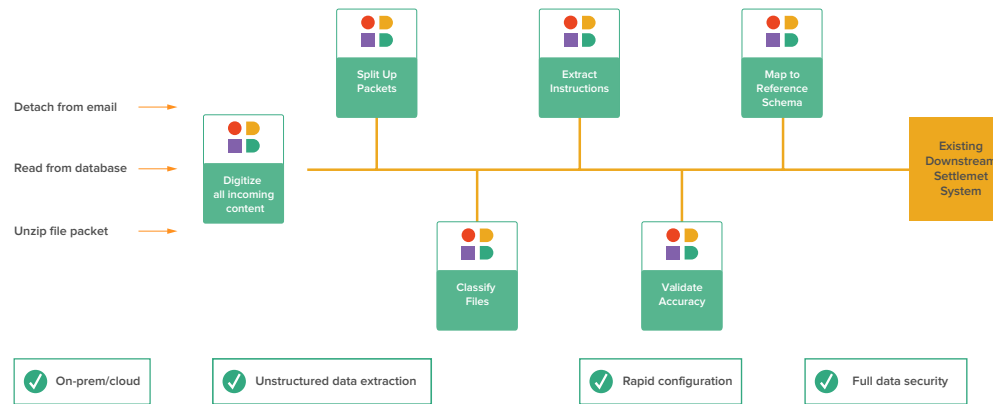 Split Up
Packets
Extract
Instructions
Map to
Reference
Schema
Detach from email
Read from database
Unzip file packet
Digitize
all incoming
content
Existing
Downstream
Settlemet
System
Classify
Files
Validate
Accuracy
On-prem/cloud
Unstructured data extraction
Rapid configuration
Full data security